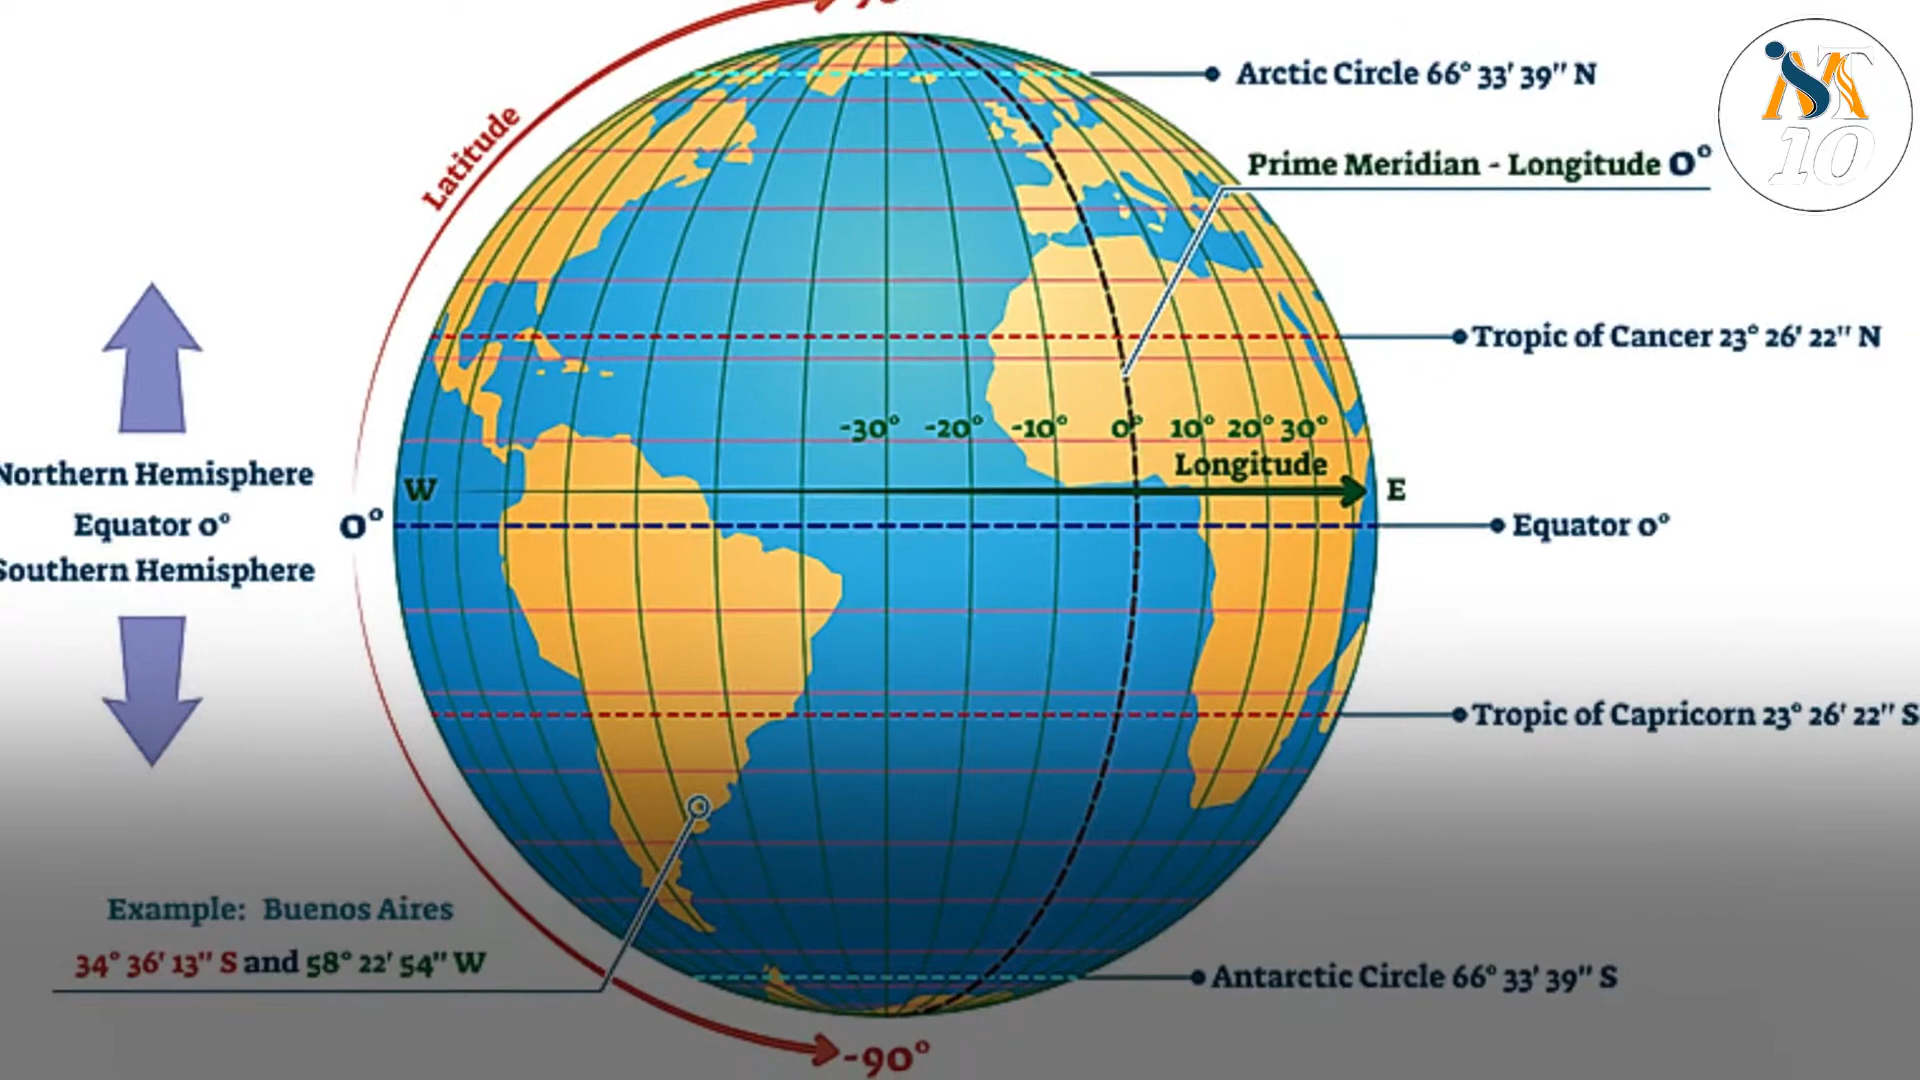 Arctic Circle 66° 33' 39" N
iSMT
10
Latitude
Prime Meridian - Longitude 0°
Tropic of Cancer 23° 26' 22" N
-30° -20° -10° 0° 10° 20° 30°
Longitude
Northern Hemisphere
W
E
Equator 0°
0°
Equator 0°
Southern Hemisphere
Tropic of Capricorn 23° 26' 22" S
Example: Buenos Aires
34° 36' 13" S and 58° 22' 54" W
Antarctic Circle 66° 33' 39" S
-90°